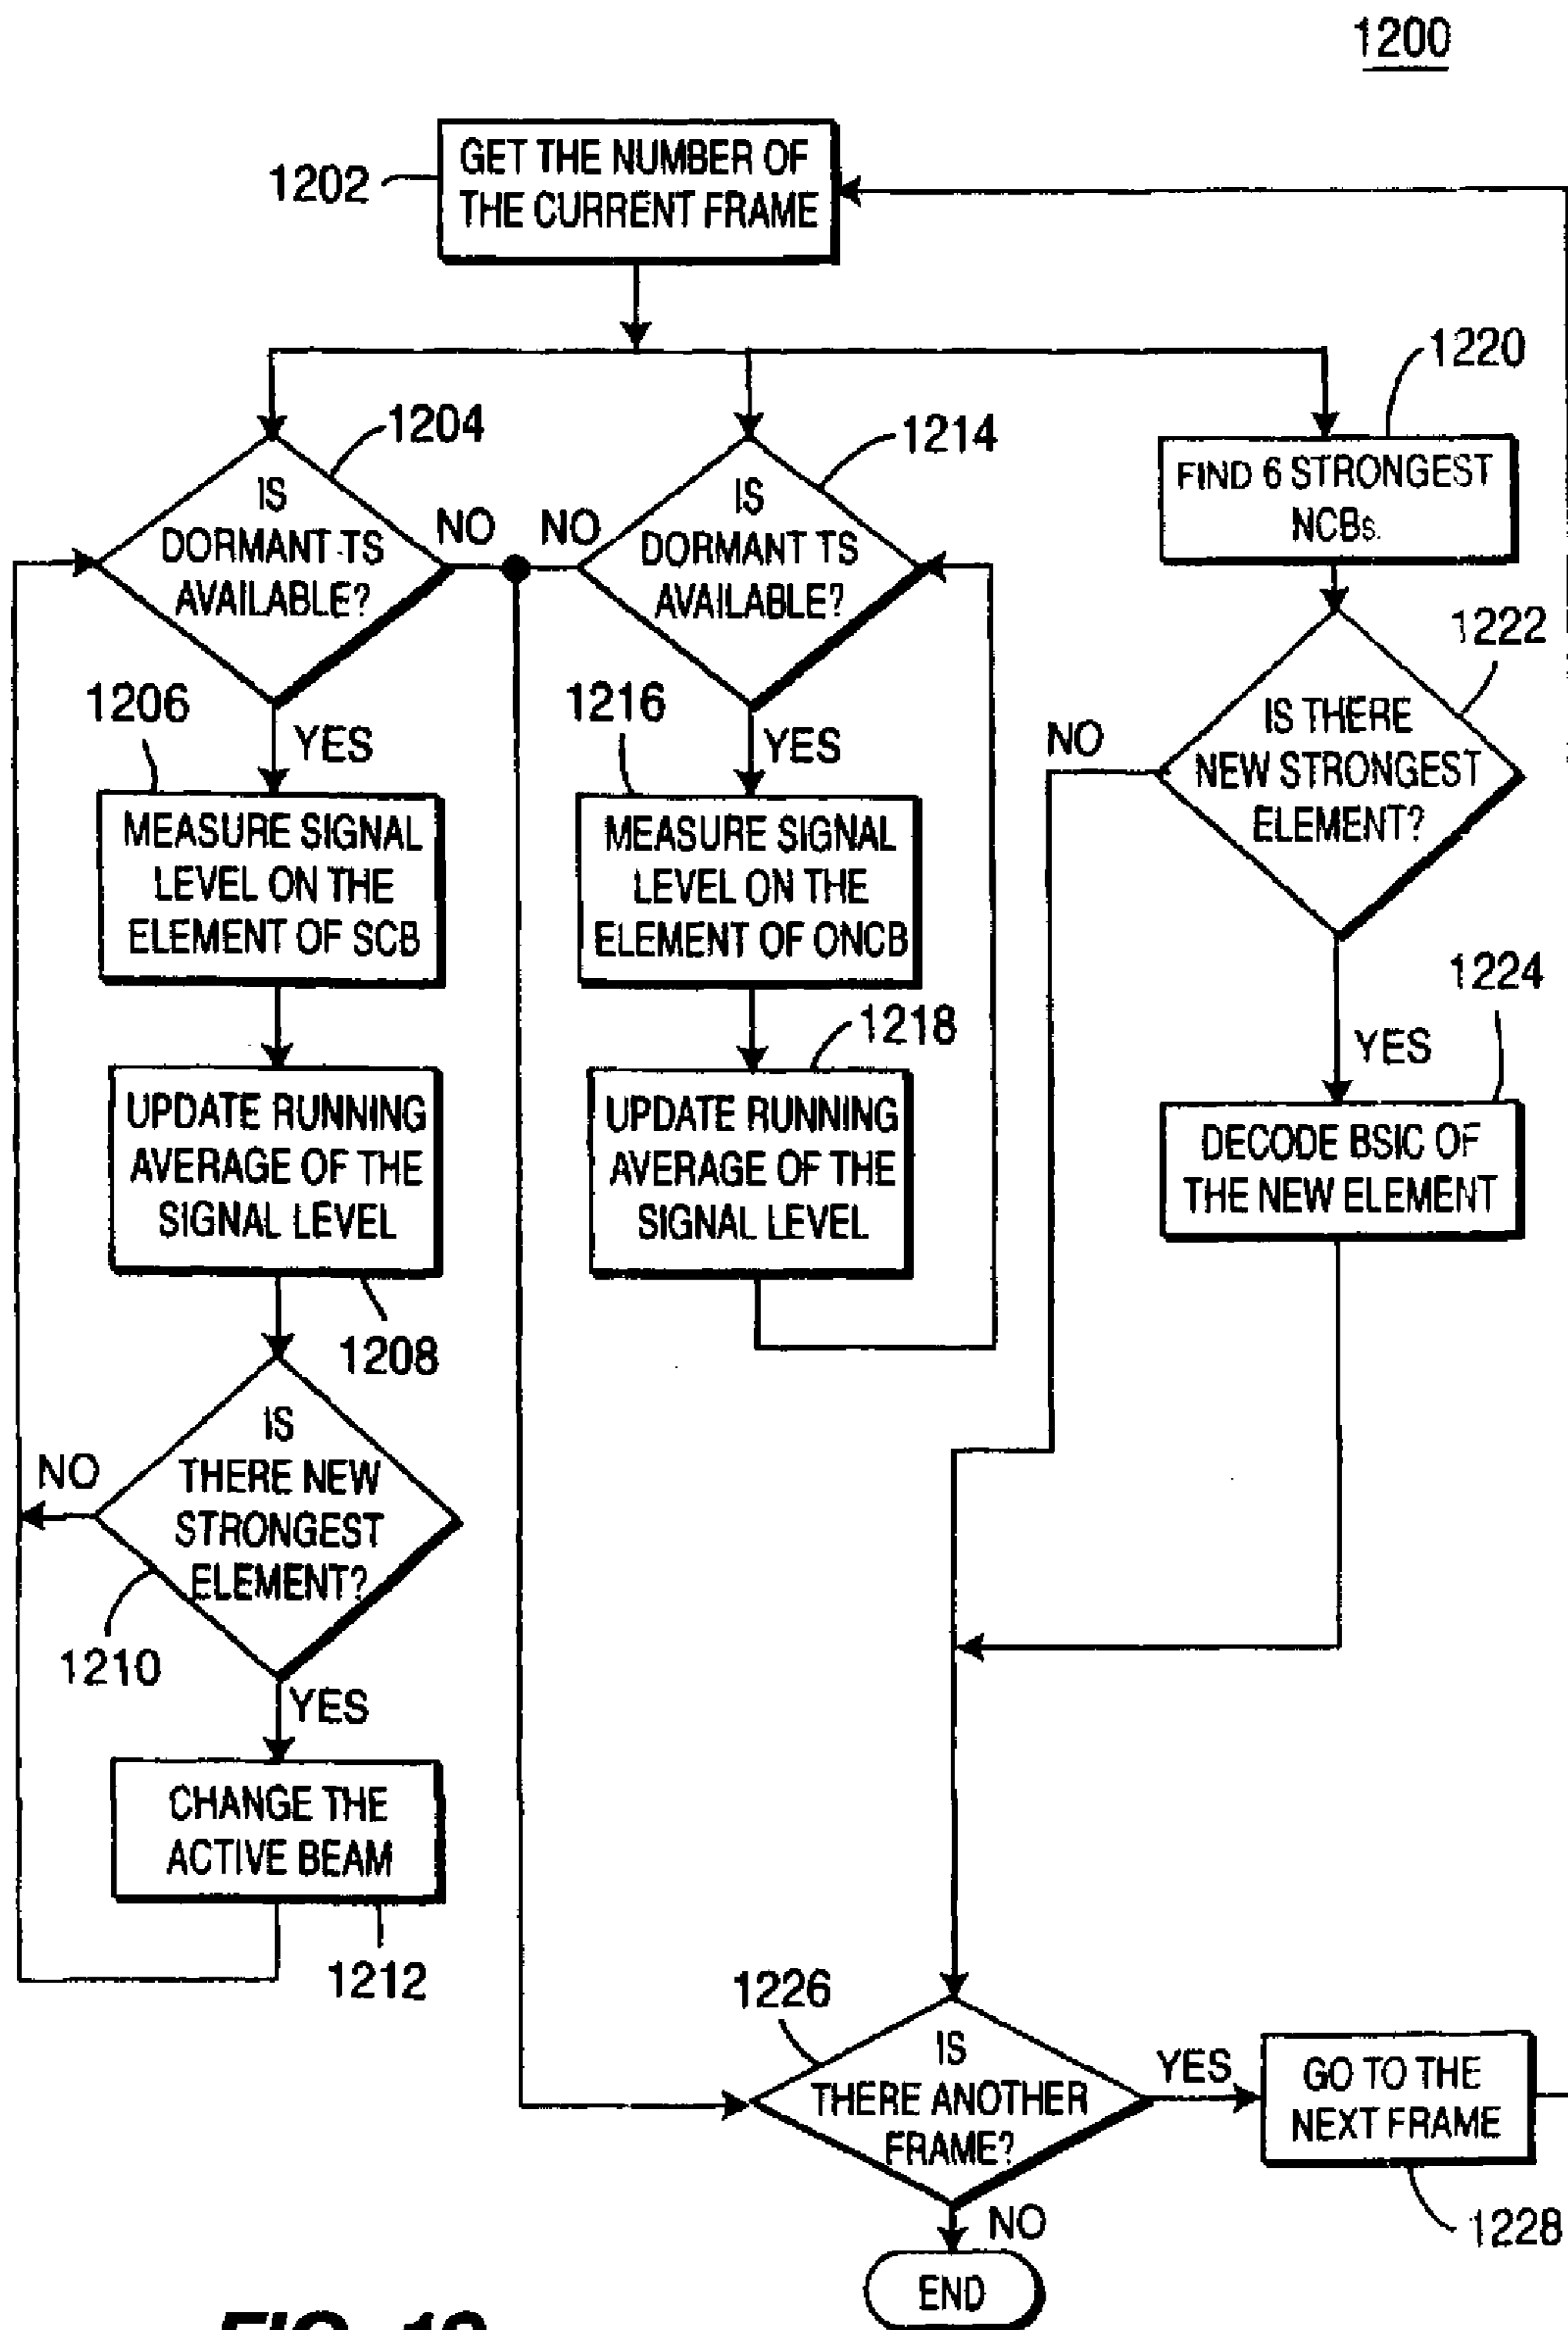 1200
GET THE NUMBER OF
THE CURRENT FRAME
1202
1204
IS
DORMANT TS
AVAILABLE?
NO
YES
1206
MEASURE SIGNAL
LEVEL ON THE
ELEMENT OF SCB
UPDATE RUNNING
AVERAGE OF THE
SIGNAL LEVEL
1208
IS
THERE NEW
STRONGEST
ELEMENT?
NO
1210
YES
CHANGE THE
ACTIVE BEAM
1212
1214
IS
DORMANT TS
AVAILABLE?
NO
YES
1216
MEASURE SIGNAL
LEVEL ON THE
ELEMENT OF ONCB
1218
UPDATE RUNNING
AVERAGE OF THE
SIGNAL LEVEL
1220
FIND 6 STRONGEST
NCBs.
1222
IS THERE
NEW STRONGEST
ELEMENT?
NO
YES
1224
DECODE BSIC OF
THE NEW ELEMENT
1226
IS
THERE ANOTHER
FRAME?
YES
GO TO THE
NEXT FRAME
1228
NO
END